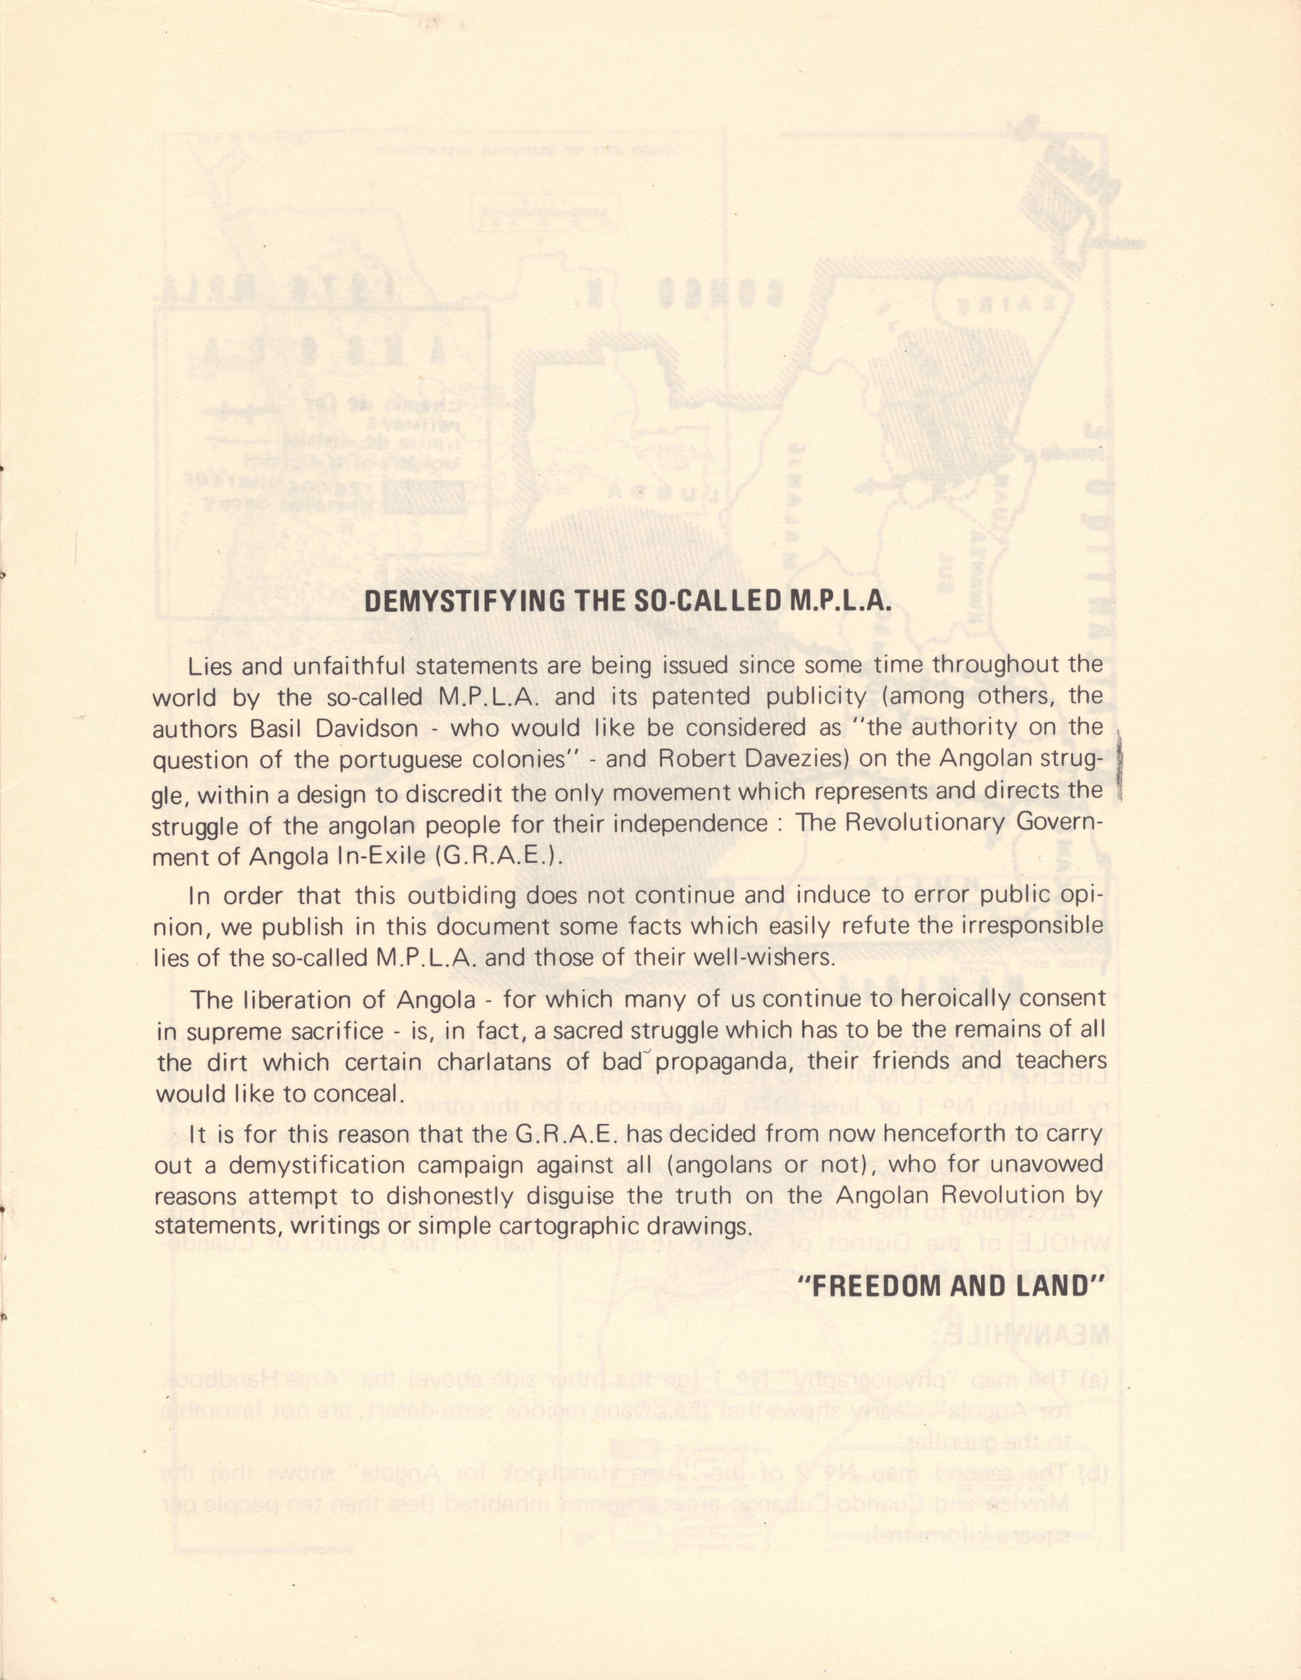 DEMYSTIFYING THE SO-CALLED M.P.L.A.
Lies and unfaithful statements are being issued since some time throughout the
world by the so-called M.P.L.A. and its patented publicity (among others, the
authors Basil Davidson - who would like be considered as "the authority on the
question of the portuguese colonies" - and Robert Davezies) on the Angolan strug-
gle, within a design to discredit the only movement which represents and directs the
struggle of the angolan people for their independence : The Revolutionary Govern-
ment of Angola In-Exile (G.R.A.E.).
In order that this outbiding does not continue and induce to error public opi-
nion, we publish in this document some facts which easily refute the irresponsible
lies of the so-called M.P.L.A. and those of their well-wishers.
The liberation of Angola - for which many of us continue to heroically consent
in supreme sacrifice - is, in fact, a sacred struggle which has to be the remains of all
the dirt which certain charlatans of bad propaganda, their friends and teachers
would like to conceal.
It is for this reason that the G.R.A.E. has decided from now henceforth to carry
out a demystification campaign against all (angolans or not), who for unavowed
reasons attempt to dishonestly disguise the truth on the Angolan Revolution by
statements, writings or simple cartographic drawings.
"FREEDOM AND LAND"